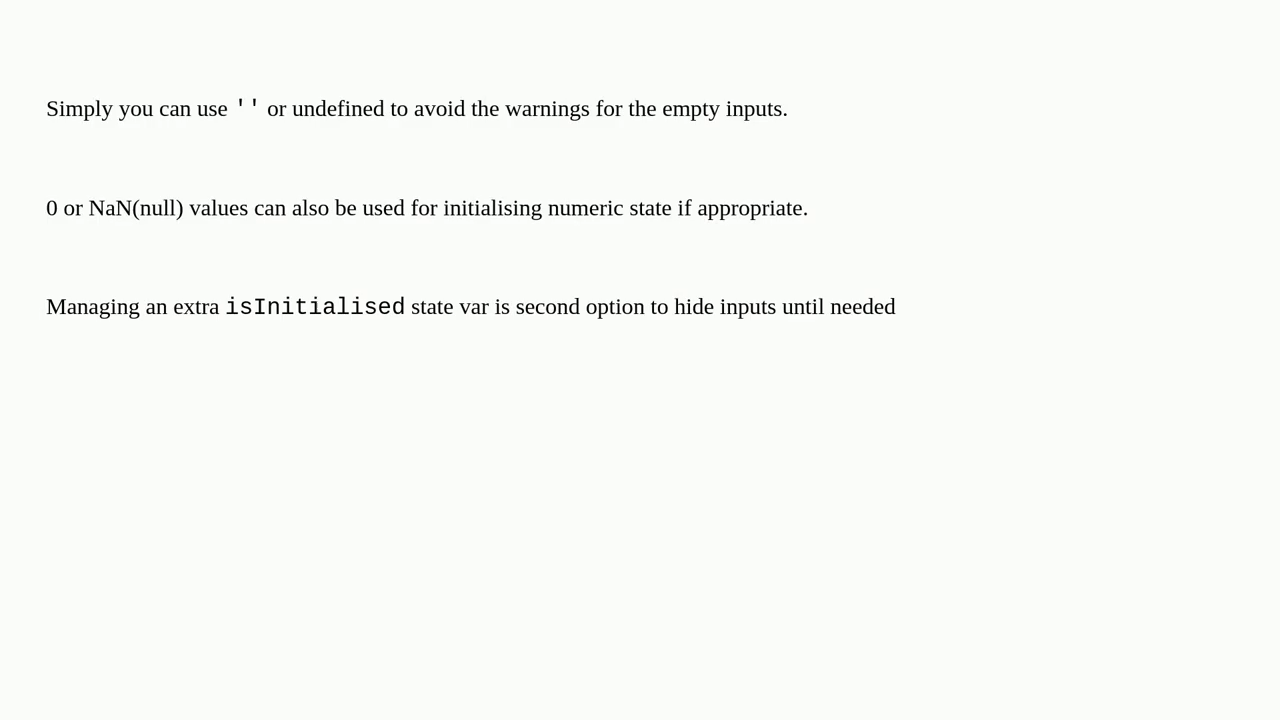 Simply you can use '' or undefined to avoid the warnings for the empty inputs.
0 or NaN(null) values can also be used for initialising numeric state if appropriate.
Managing an extra isInitialised state var is second option to hide inputs until needed